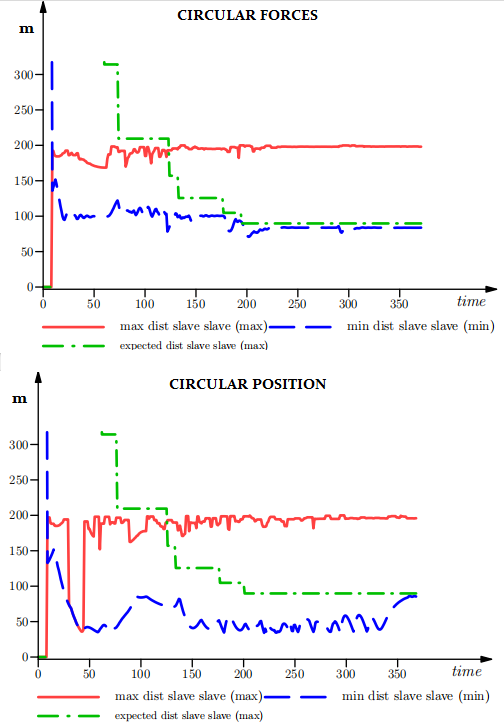 CIRCULAR FORCES
m
300
250
200
150
100
50
0
0 50 100 150 200 250 300 350 time
max dist slave slave (max) min dist slave slave (min)
expected dist slave slave (max)
CIRCULAR POSITION
m
300
250
200
150
100
50
0
0 50 100 150 200 250 300 350 time
max dist slave slave (max) min dist slave slave (min)
expected dist slave slave (max)